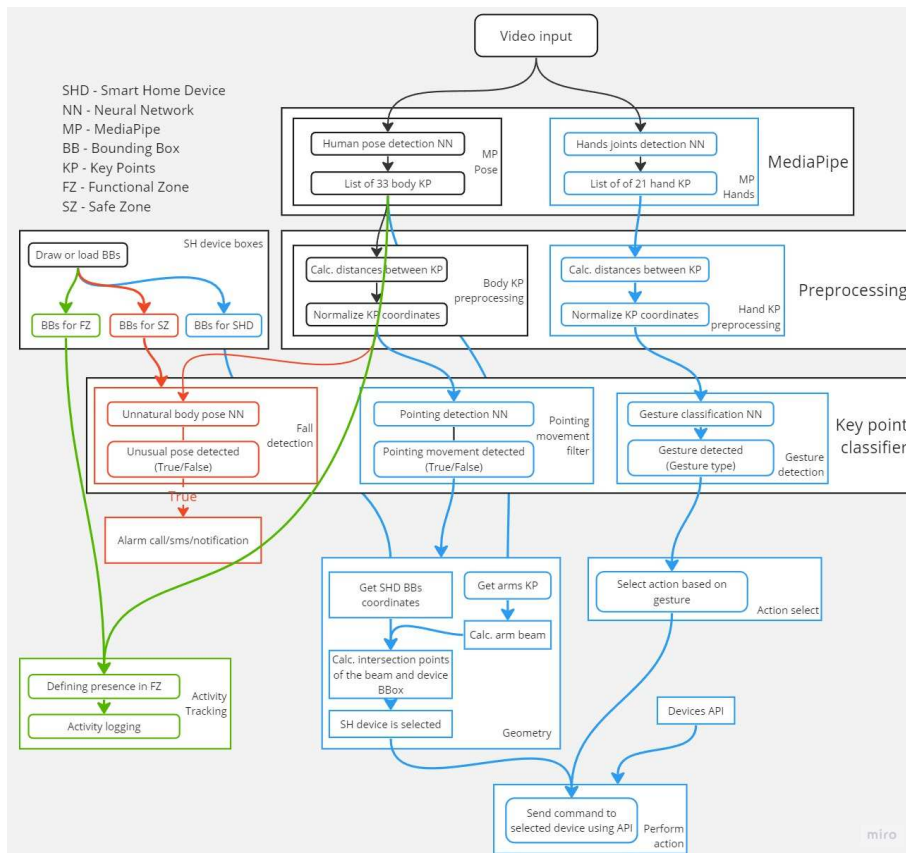 Video input
SHD - Smart Home Device
NN - Neural Network
MP - MediaPipe
BB - Bounding Box
KP - Key Points
FZ - Functional Zone
SZ - Safe Zone
Human pose detection NN
List of 33 body KP
MP
Pose
Hands joints detection NN
List of of 21 hand KP
MP
Hands
MediaPipe
SH device boxes
Draw or load BBs
BBs for FZ
BBs for SZ
BBs for SHD
Calc. distances between KP
Normalize KP coordinates
Body KP
preprocessing
Calc. distances between KP
Normalize KP coordinates
Hand KP
preprocessing
Preprocessing
Unnatural body pose NN
Unusual pose detected
(True/False)
Fall
detection
Pointing detection NN
Pointing movement detected
(True/False)
Pointing
movement
filter
Gesture classification NN
Gesture detected
(Gesture type)
Gesture
detection
Key point
classifier
True
Alarm call/sms/notification
Get SHD BBs
coordinates
Get arms KP
Calc. arm beam
Calc. intersection points
of the beam and device
BBox
SH device is selected
Geometry
Select action based on
gesture
Action select
Defining presence in FZ
Activity logging
Activity
Tracking
Devices API
Send command to
selected device using API
Perform
action
miro